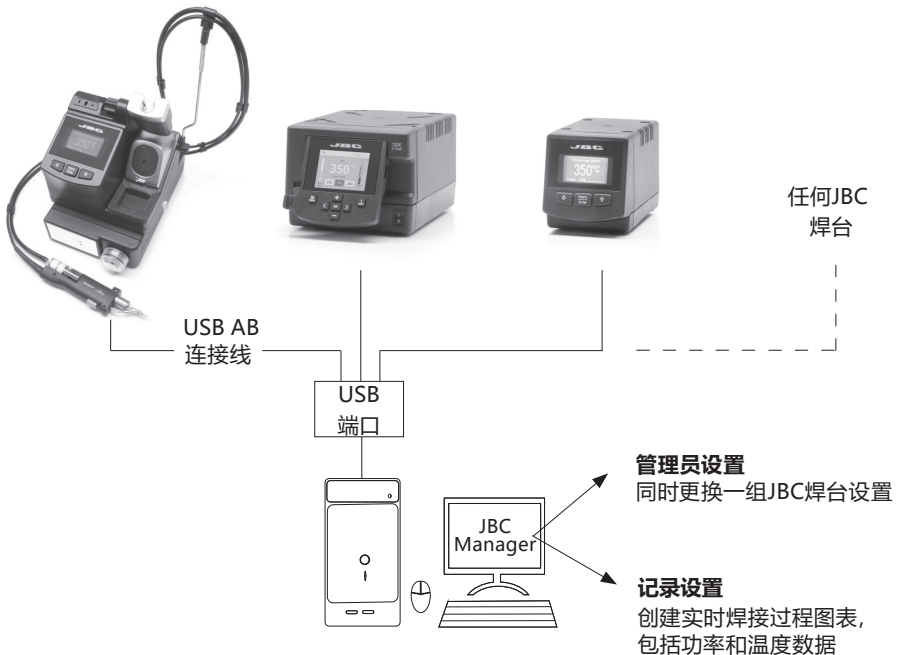 JBC
350°
JBC
DDE
350°
JBC
350°C
任何JBC
焊台
USB AB
连接线
USB
端口
JBC
Manager
管理员设置
同时更换一组JBC焊台设置
记录设置
创建实时焊接过程图表,
包括功率和温度数据